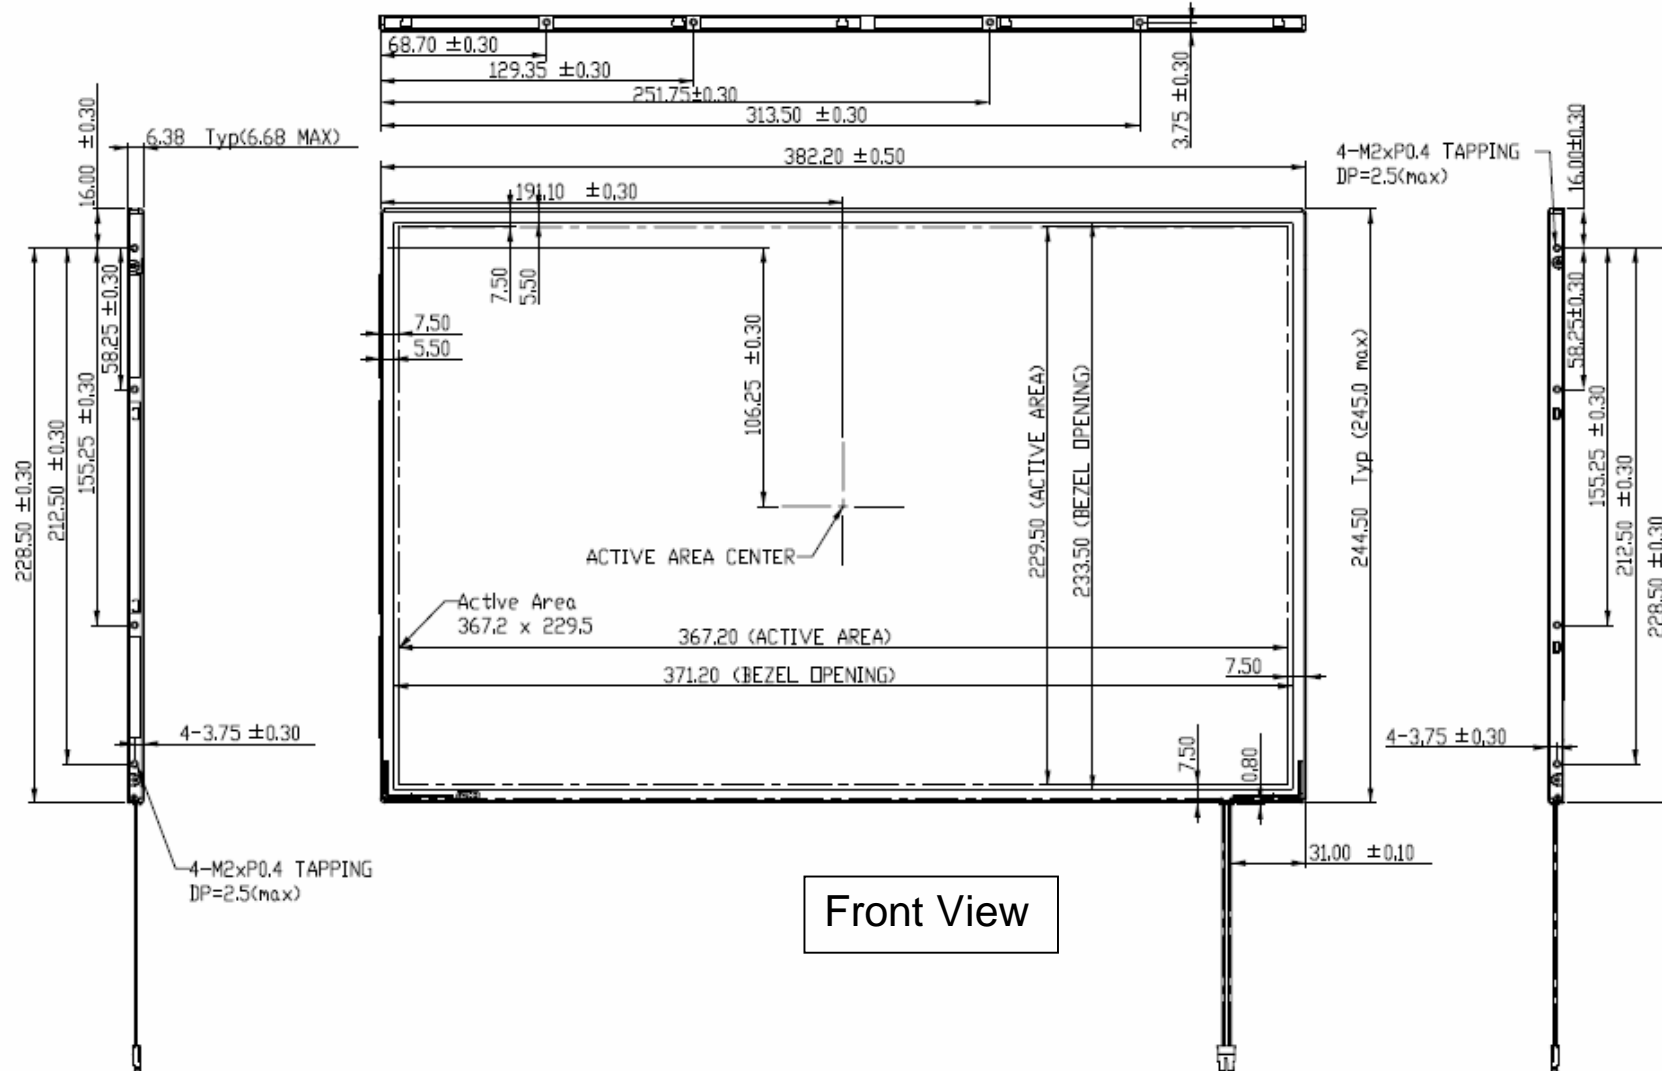 68.70 ±0.30
129.35 ±0.30
251.75±0.30
313.50 ±0.30
3.75 ±0.30
16.00 ±0.30
6.38 Typ(6.68 MAX)
382.20 ±0.50
191.10 ±0.30
4-M2xP0.4 TAPPING
DP=2.5(max)
16.00±0.30
7.50
5.50
7.50
5.50
58.25 ±0.30
155.25 ±0.30
212.50 ±0.30
228.50 ±0.30
106.25 ±0.30
229.50 (ACTIVE AREA)
233.50 (BEZEL OPENING)
244.50 Typ (245.0 max)
58.25±0.30
155.25 ±0.30
212.50 ±0.30
228.50 ±0.30
ACTIVE AREA CENTER
Active Area
367.2 x 229.5
367.20 (ACTIVE AREA)
371.20 (BEZEL OPENING)
7.50
4-3.75 ±0.30
7.50
0.80
4-3.75 ±0.30
31.00 ±0.10
4-M2xP0.4 TAPPING
DP=2.5(max)
Front View